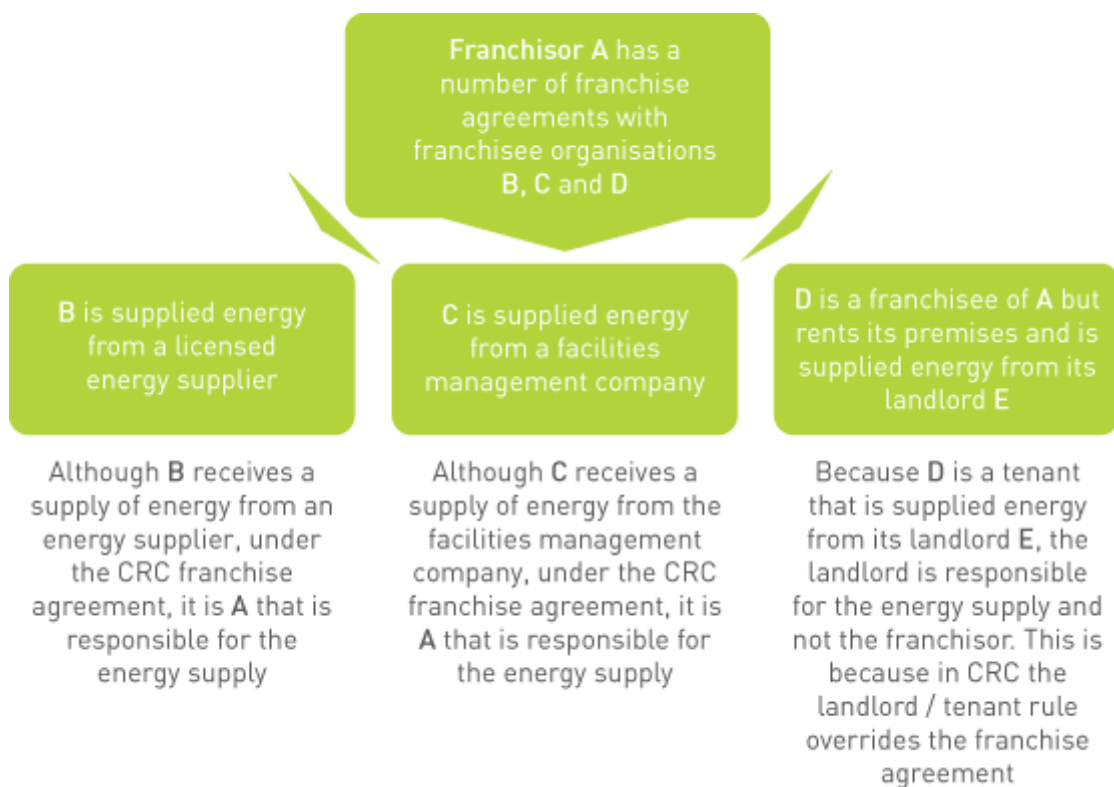 Franchisor A has a
number of franchise
agreements with
franchisee organisations
B, C and D
B is supplied energy
from a licensed
energy supplier
C is supplied energy
from a facilities
management company
D is a franchisee of A but
rents its premises and is
supplied energy from its
landlord E
Although B receives a
supply of energy from an
energy supplier, under
the CRC franchise
agreement, it is A that is
responsible for the
energy supply
Although C receives a
supply of energy from the
facilities management
company, under the CRC
franchise agreement, it is
A that is responsible for
the energy supply
Because D is a tenant
that is supplied energy
from its landlord E, the
landlord is responsible
for the energy supply and
not the franchisor. This is
because in CRC the
landlord / tenant rule
overrides the franchise
agreement